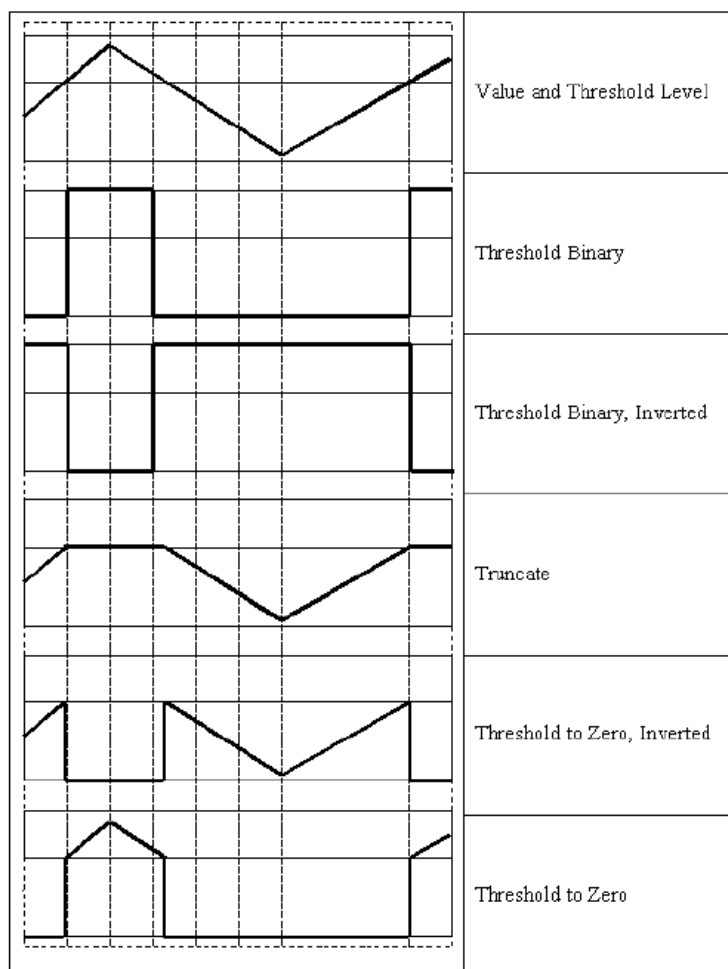 Value and Threshold Level
Threshold Binary
Threshold Binary, Inverted
Truncate
Threshold to Zero, Inverted
Threshold to Zero